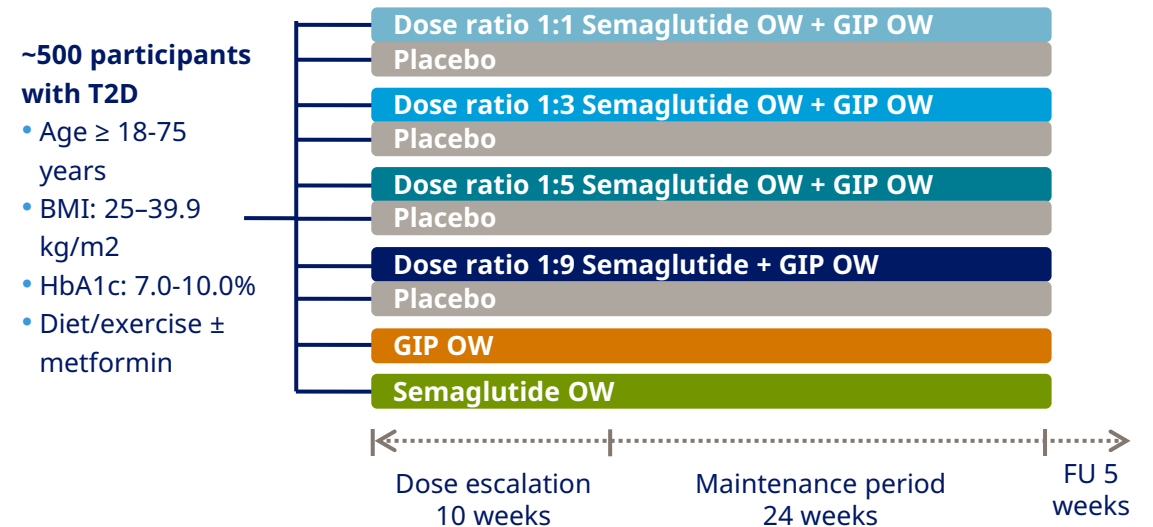 ~500 participants
with T2D
• Age ≥ 18-75
years
• BMI: 25–39.9
kg/m2
• HbA1c: 7.0-10.0%
• Diet/exercise ±
metformin
Dose ratio 1:1 Semaglutide OW + GIP OW
Placebo
Dose ratio 1:3 Semaglutide OW + GIP OW
Placebo
Dose ratio 1:5 Semaglutide OW + GIP OW
Placebo
Dose ratio 1:9 Semaglutide + GIP OW
Placebo
GIP OW
Semaglutide OW
Dose escalation
10 weeks
Maintenance period
24 weeks
FU 5
weeks